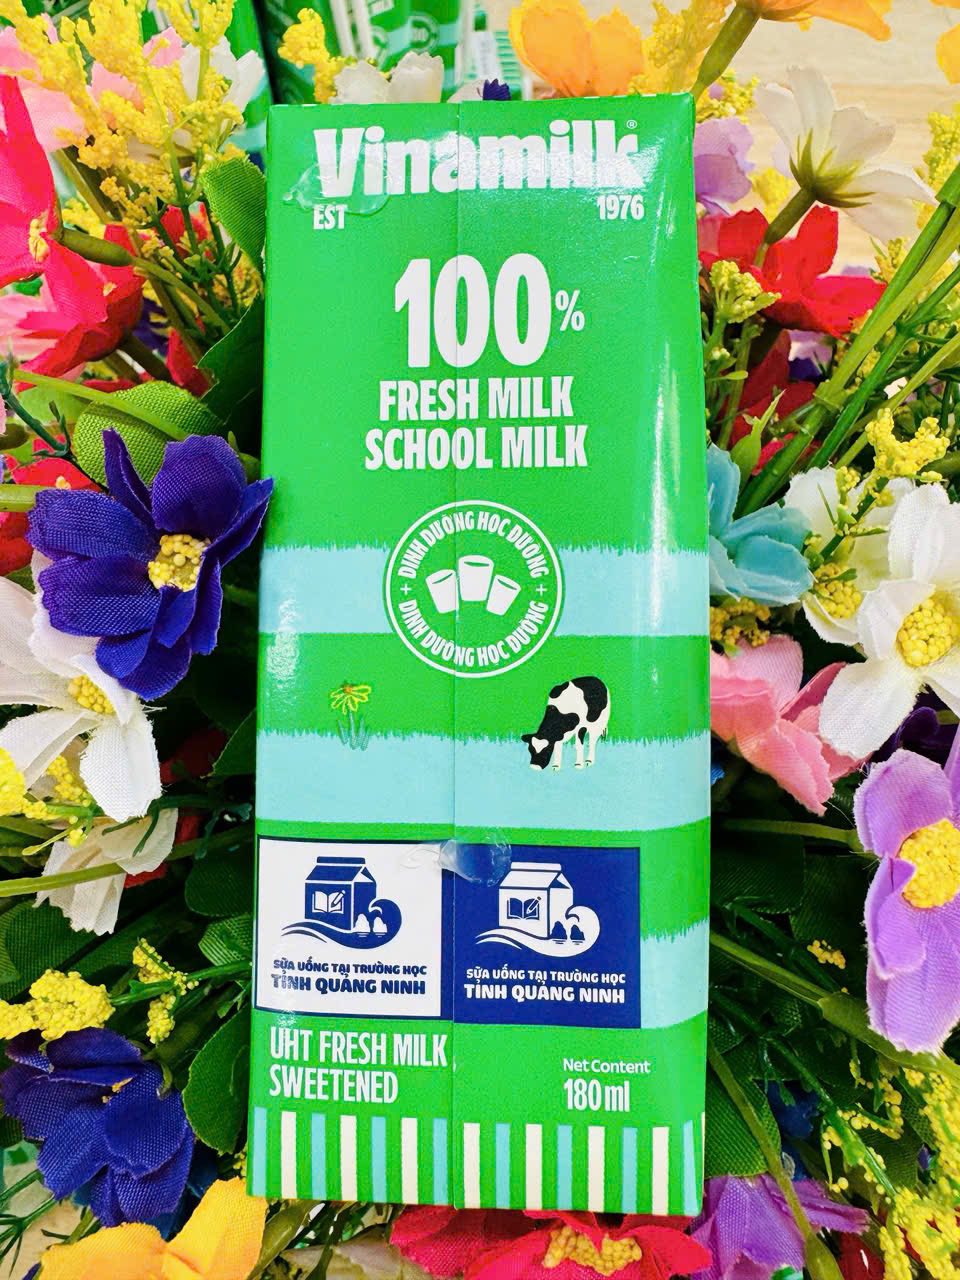 Vinamilk®
EST 1976
100%
FRESH MILK
SCHOOL MILK
DINH DƯỠNG HỌC ĐƯỜNG
DINH DƯỠNG HỌC ĐƯỜNG
SỮA UỐNG TẠI TRƯỜNG HỌC
TỈNH QUẢNG NINH
SỮA UỐNG TẠI TRƯỜNG HỌC
TỈNH QUẢNG NINH
UHT FRESH MILK
SWEETENED
Net Content
180ml